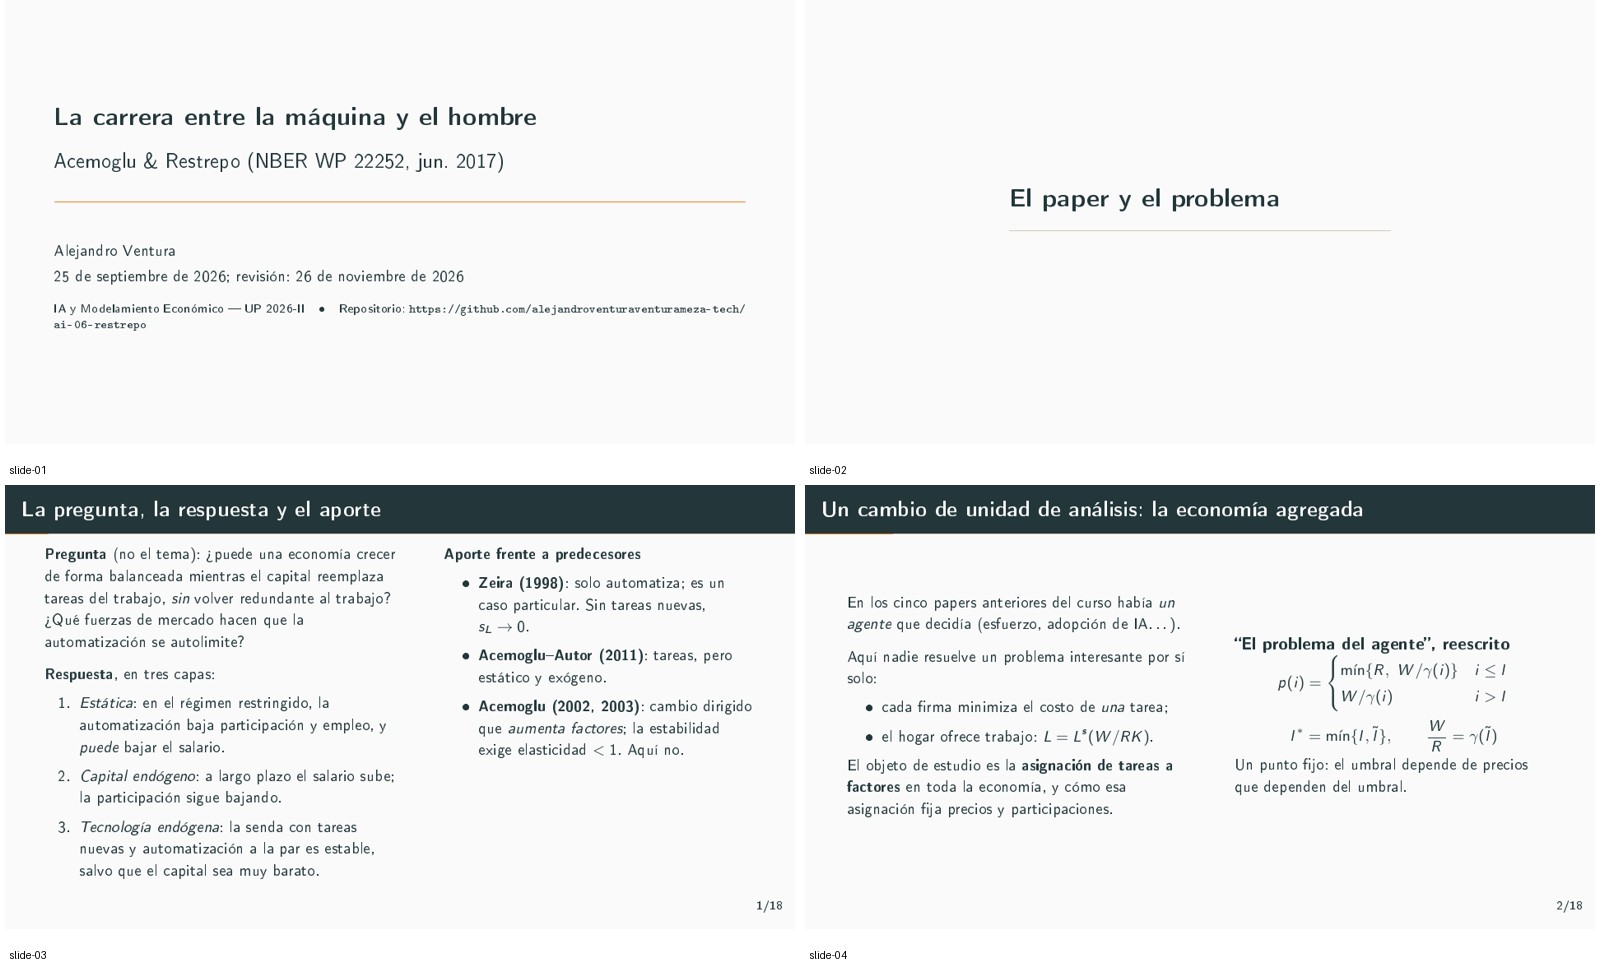 La carrera entre la máquina y el hombre
Acemoglu & Restrepo (NBER WP 22252, jun. 2017)
Alejandro Ventura
25 de septiembre de 2026; revisión: 26 de noviembre de 2026
IA y Modelamiento Económico — UP 2026-II • Repositorio: https://github.com/alejandroventuraventurameza-tech/
ai-06-restrepo
slide-01
El paper y el problema
slide-02
La pregunta, la respuesta y el aporte
Pregunta (no el tema): ¿puede una economía crecer
de forma balanceada mientras el capital reemplaza
tareas del trabajo, sin volver redundante al trabajo?
¿Qué fuerzas de mercado hacen que la
automatización se autolimite?
Respuesta, en tres capas:
1. Estática: en el régimen restringido, la
automatización baja participación y empleo, y
puede bajar el salario.
2. Capital endógeno: a largo plazo el salario sube;
la participación sigue bajando.
3. Tecnología endógena: la senda con tareas
nuevas y automatización a la par es estable,
salvo que el capital sea muy barato.
Aporte frente a predecesores
• Zeira (1998): solo automatiza; es un
caso particular. Sin tareas nuevas,
s_L → 0.
• Acemoglu–Autor (2011): tareas, pero
estático y exógeno.
• Acemoglu (2002, 2003): cambio dirigido
que aumenta factores; la estabilidad
exige elasticidad < 1. Aquí no.
1/18
slide-03
Un cambio de unidad de análisis: la economía agregada
En los cinco papers anteriores del curso había un
agente que decidía (esfuerzo, adopción de IA...).
Aquí nadie resuelve un problema interesante por sí
solo:
• cada firma minimiza el costo de una tarea;
• el hogar ofrece trabajo: L = L^s(W/RK).
El objeto de estudio es la asignación de tareas a
factores en toda la economía, y cómo esa
asignación fija precios y participaciones.
“El problema del agente”, reescrito
p(i) = { mín{R, W/γ(i)} i ≤ I
W/γ(i) i > I
I* = mín{I, Ĩ}, W/R = γ(Ĩ)
Un punto fijo: el umbral depende de precios
que dependen del umbral.
2/18
slide-04